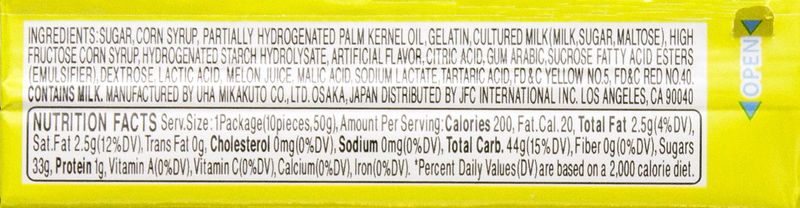 INGREDIENTS: SUGAR, CORN SYRUP, PARTIALLY HYDROGENATED PALM KERNEL OIL, GELATIN, CULTURED MILK (MILK, SUGAR, MALTOSE), HIGH
FRUCTOSE CORN SYRUP, HYDROGENATED STARCH HYDROLYSATE, ARTIFICIAL FLAVOR, CITRIC ACID, GUM ARABIC, SUCROSE FATTY ACID ESTERS
(EMULSIFIER), DEXTROSE, LACTIC ACID, MELON JUICE, MALIC ACID, SODIUM LACTATE, TARTARIC ACID, FD&C YELLOW NO.5, FD&C RED NO.40.
CONTAINS MILK. MANUFACTURED BY UHA MIKAKUTO CO., LTD. OSAKA, JAPAN DISTRIBUTED BY JFC INTERNATIONAL INC. LOS ANGELES, CA 90040
NUTRITION FACTS Serv.Size:1Package(10pieces,50g), Amount Per Serving: Calories 200, Fat.Cal.20, Total Fat 2.5g(4%DV),
Sat.Fat 2.5g(12%DV), Trans Fat 0g, Cholesterol 0mg(0%DV), Sodium 0mg(0%DV), Total Carb. 44g(15%DV), Fiber 0g(0%DV), Sugars
33g, Protein 1g, Vitamin A(0%DV), Vitamin C(0%DV), Calcium(0%DV), Iron(0%DV). *Percent Daily Values(DV) are based on a 2,000 calorie diet.
OPEN